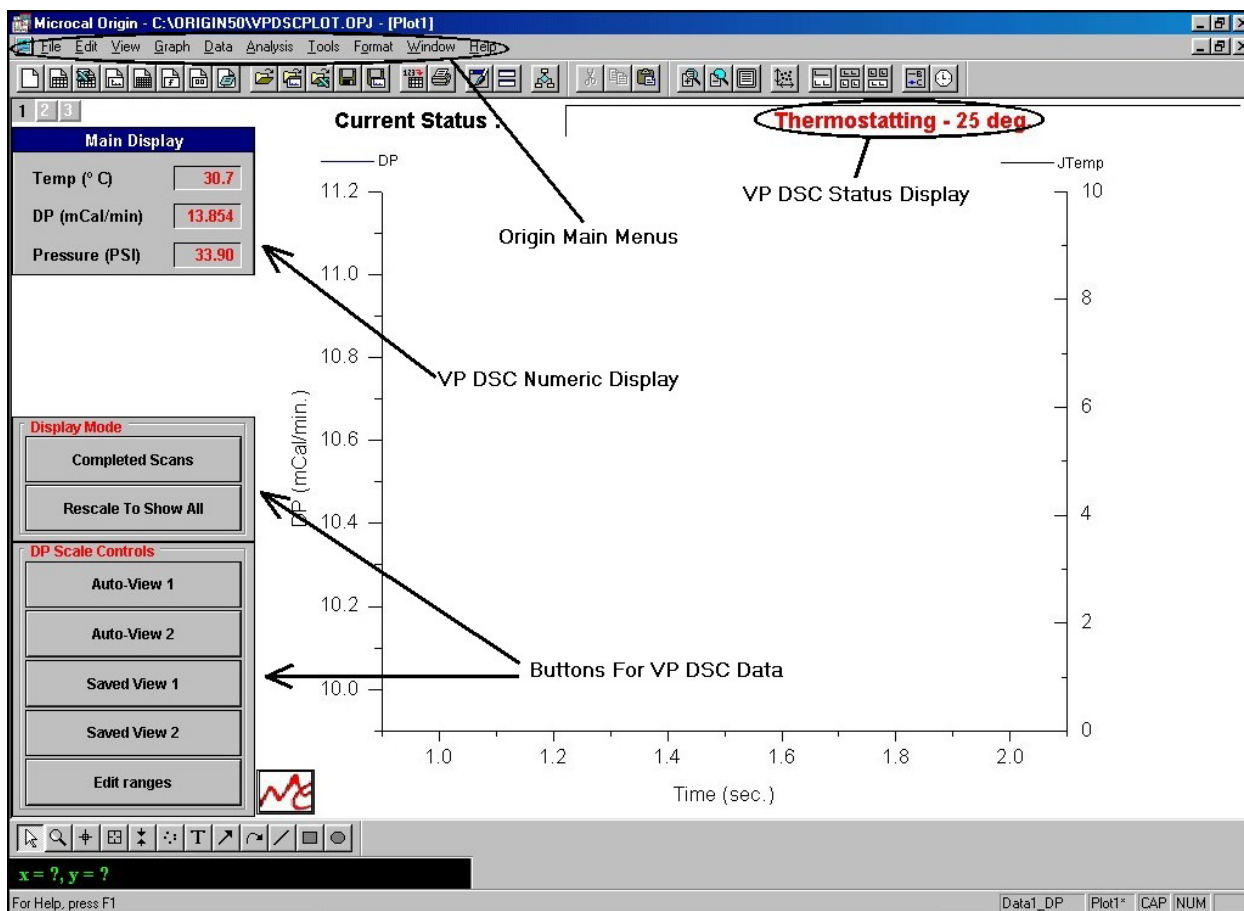 Microcal Origin - C:\ORIGIN50\VPDSCPLOT.OPJ - [Plot1]
File Edit View Graph Data Analysis Tools Format Window Help
1 2 3
Current Status :
Thermostatting - 25 deg.
Main Display
Temp (º C) 30.7
DP (mCal/min) 13.854
Pressure (PSI) 33.90
DP
JTemp
VP DSC Status Display
Origin Main Menus
VP DSC Numeric Display
Buttons For VP DSC Data
11.2
11.0
10.8
10.6
10.4
10.2
10.0
DP (mCal/min.)
10
8
6
4
2
0
1.0 1.2 1.4 1.6 1.8 2.0
Time (sec.)
Display Mode
Completed Scans
Rescale To Show All
DP Scale Controls
Auto-View 1
Auto-View 2
Saved View 1
Saved View 2
Edit ranges
T
x = ?, y = ?
For Help, press F1
Data1_DP Plot1* CAP NUM